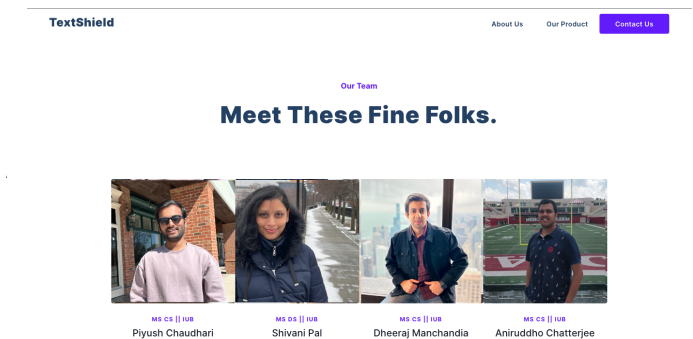 TextShield
About Us
Our Product
Contact Us
Our Team
Meet These Fine Folks.
MS CS || IUB
Piyush Chaudhari
MS DS || IUB
Shivani Pal
MS CS || IUB
Dheeraj Manchandia
MS CS || IUB
Aniruddho Chatterjee